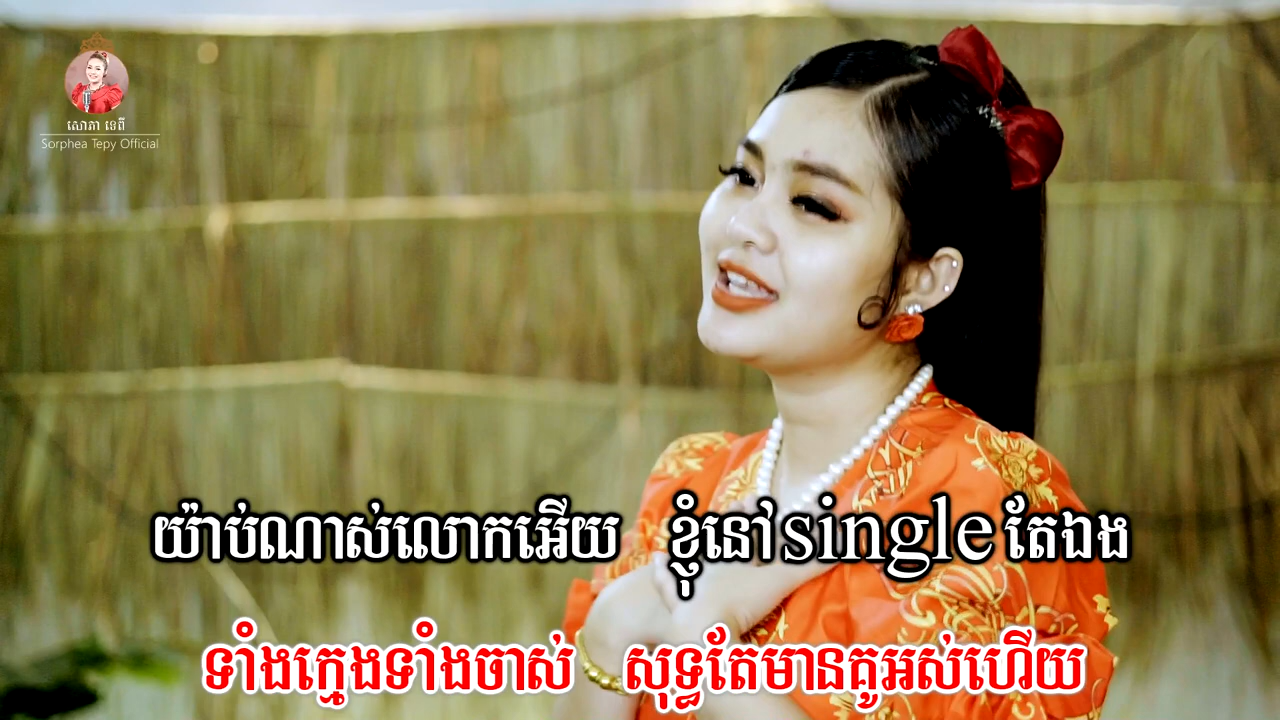 សោភា ទេពី
Sorphea Tepy Official
យ៉ាប់ណាស់លោកអើយ ខ្ញុំនៅsingleតែឯង
ទាំងក្មេងទាំងចាស់ សុទ្ធតែមានគូអស់ហើយ